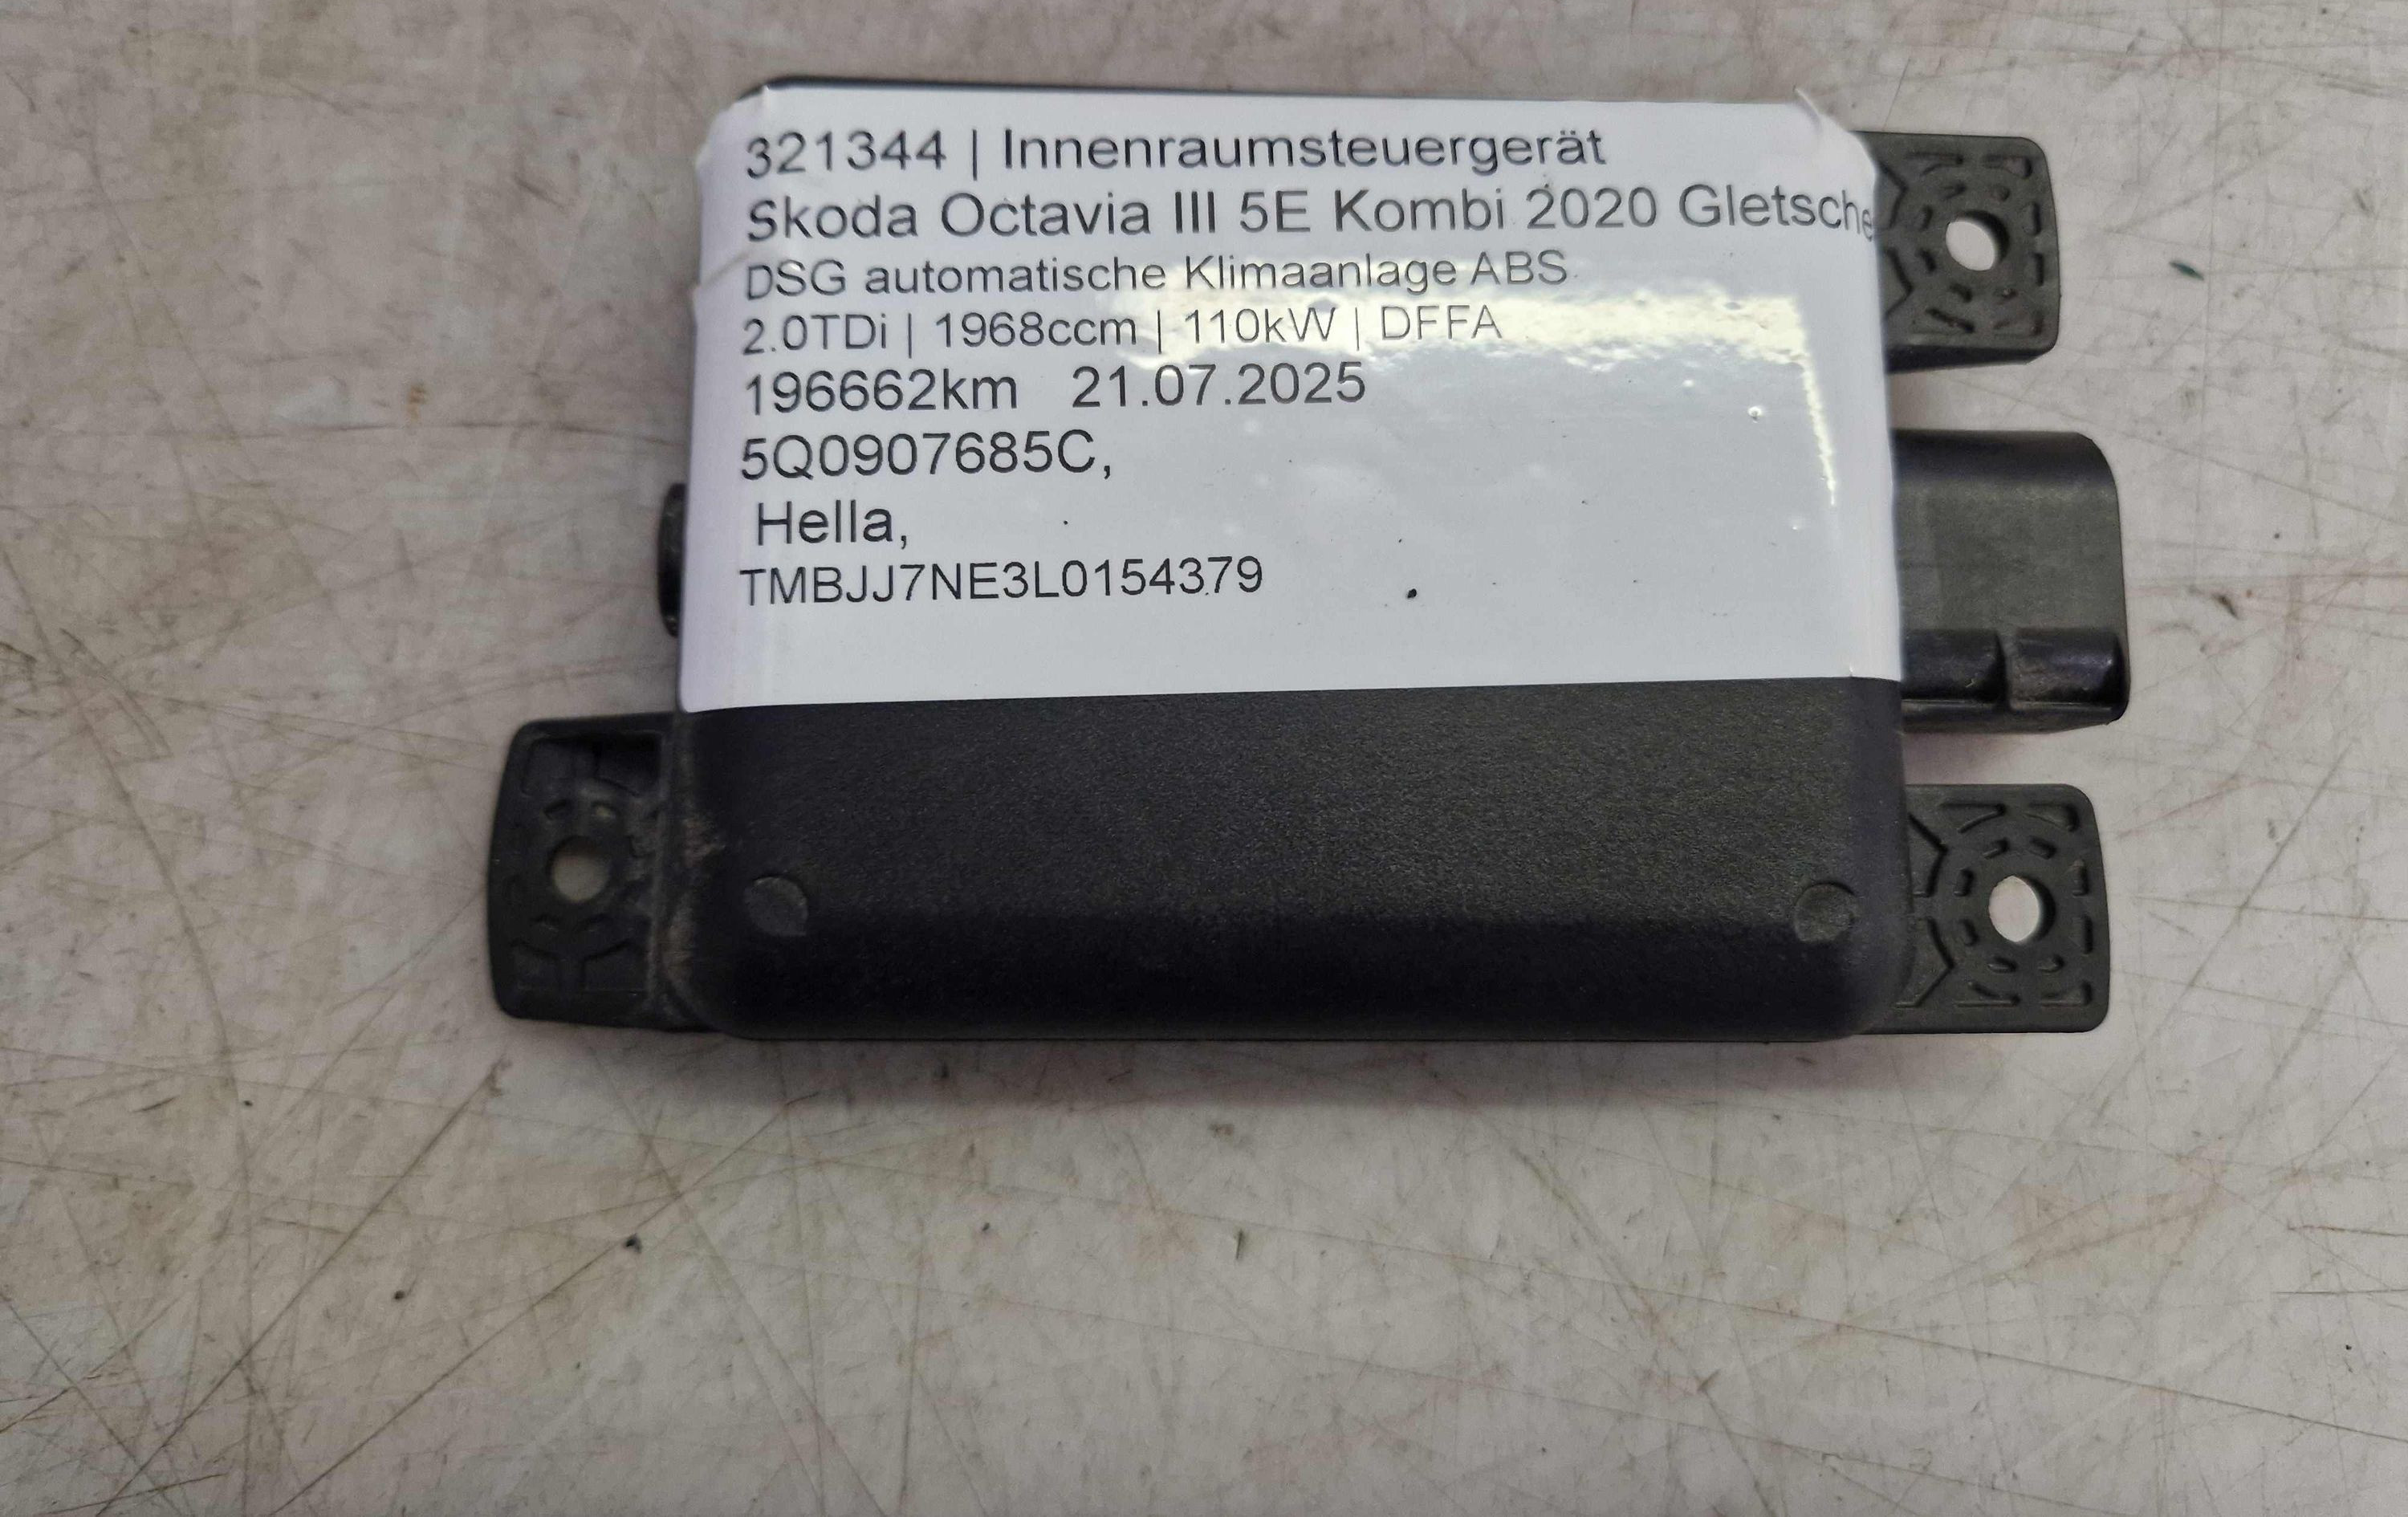 321344 | Innenraumsteuergerät
Skoda Octavia III 5E Kombi 2020 Gletsche
DSG automatische Klimaanlage ABS
2.0TDi | 1968ccm | 110kW | DFFA
196662km 21.07.2025
5Q0907685C,
Hella,
TMBJJ7NE3L0154379